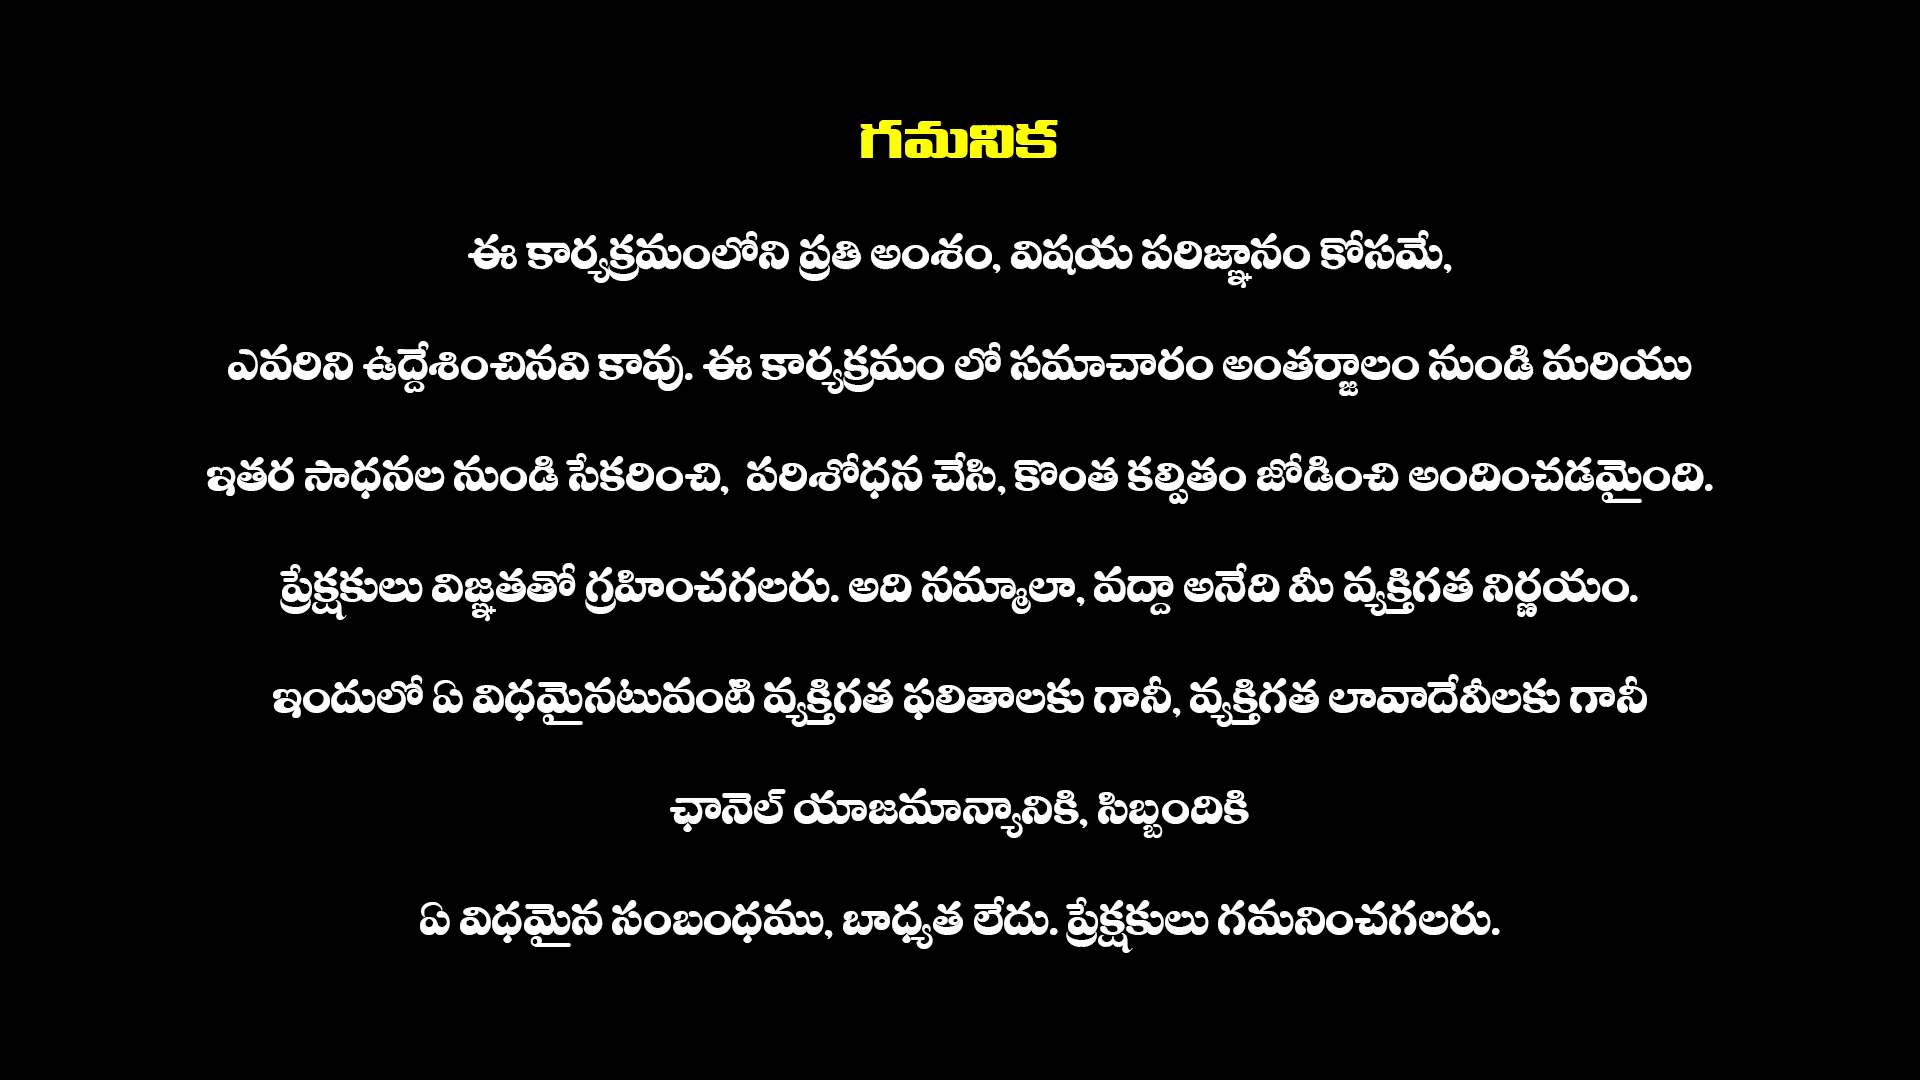 గమనిక
ఈ కార్యక్రమంలోని ప్రతి అంశం, విషయ పరిజ్ఞానం కోసమే,
ఎవరిని ఉద్దేశించినవి కావు. ఈ కార్యక్రమం లో సమాచారం అంతర్జాలం నుండి మరియు
ఇతర సాధనల నుండి సేకరించి, పరిశోధన చేసి, కొంత కల్పితం జోడించి అందించడమైంది.
ప్రేక్షకులు విజ్ఞతతో గ్రహించగలరు. అది నమ్మాలా, వద్దా అనేది మీ వ్యక్తిగత నిర్ణయం.
ఇందులో ఏ విధమైనటువంటి వ్యక్తిగత ఫలితాలకు గానీ, వ్యక్తిగత లావాదేవీలకు గానీ
ఛానెల్ యాజమాన్యానికి, సిబ్బందికి
ఏ విధమైన సంబంధము, బాధ్యత లేదు. ప్రేక్షకులు గమనించగలరు.